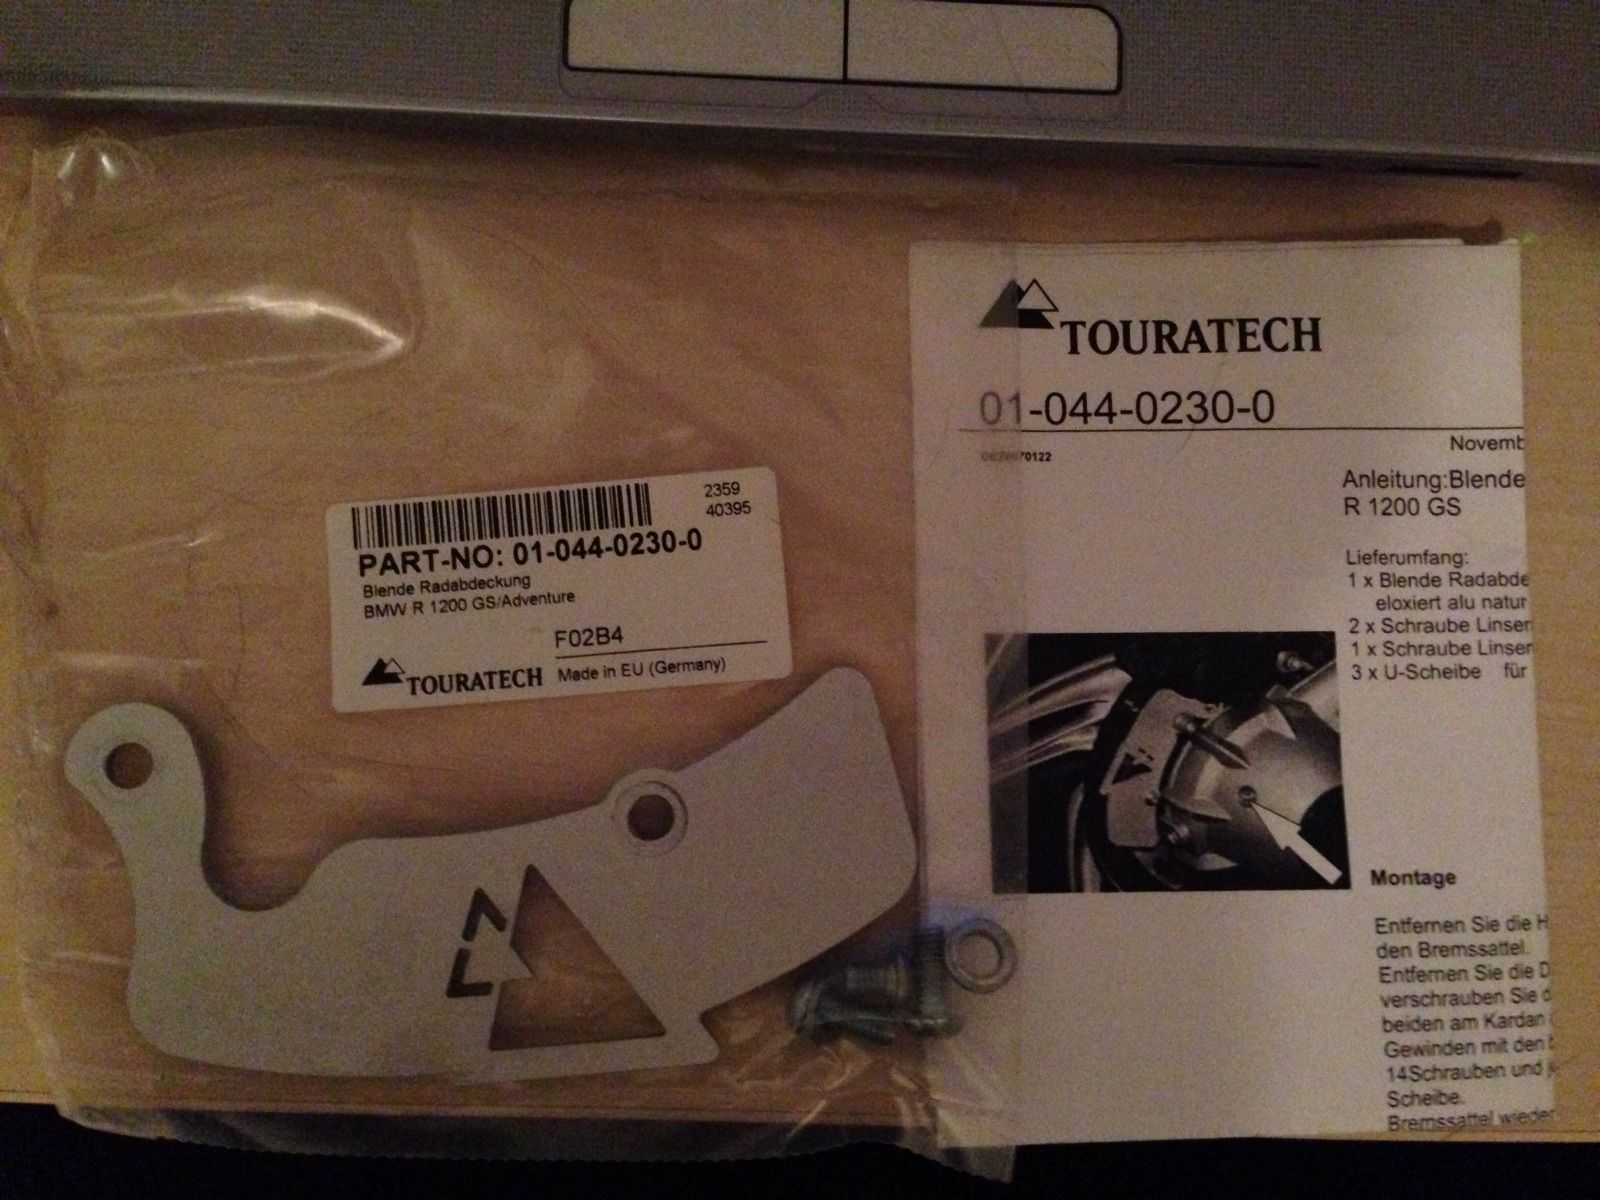 2359
40395
PART-NO: 01-044-0230-0
Blende Radabdeckung
BMW R 1200 GS/Adventure
F02B4
TOURATECH Made in EU (Germany)
TOURATECH
01-044-0230-0
Novemb
Anleitung:Blende
R 1200 GS
Lieferumfang:
1 x Blende Radabde
eloxiert alu natur
2 x Schraube Linsen
1 x Schraube Linsen
3 x U-Scheibe für
Montage
Entfernen Sie die H
den Bremssattel.
Entfernen Sie die D
verschrauben Sie d
beiden am Kardan
Gewinden mit den
14Schrauben und
Scheibe.
Bremssattel wieder